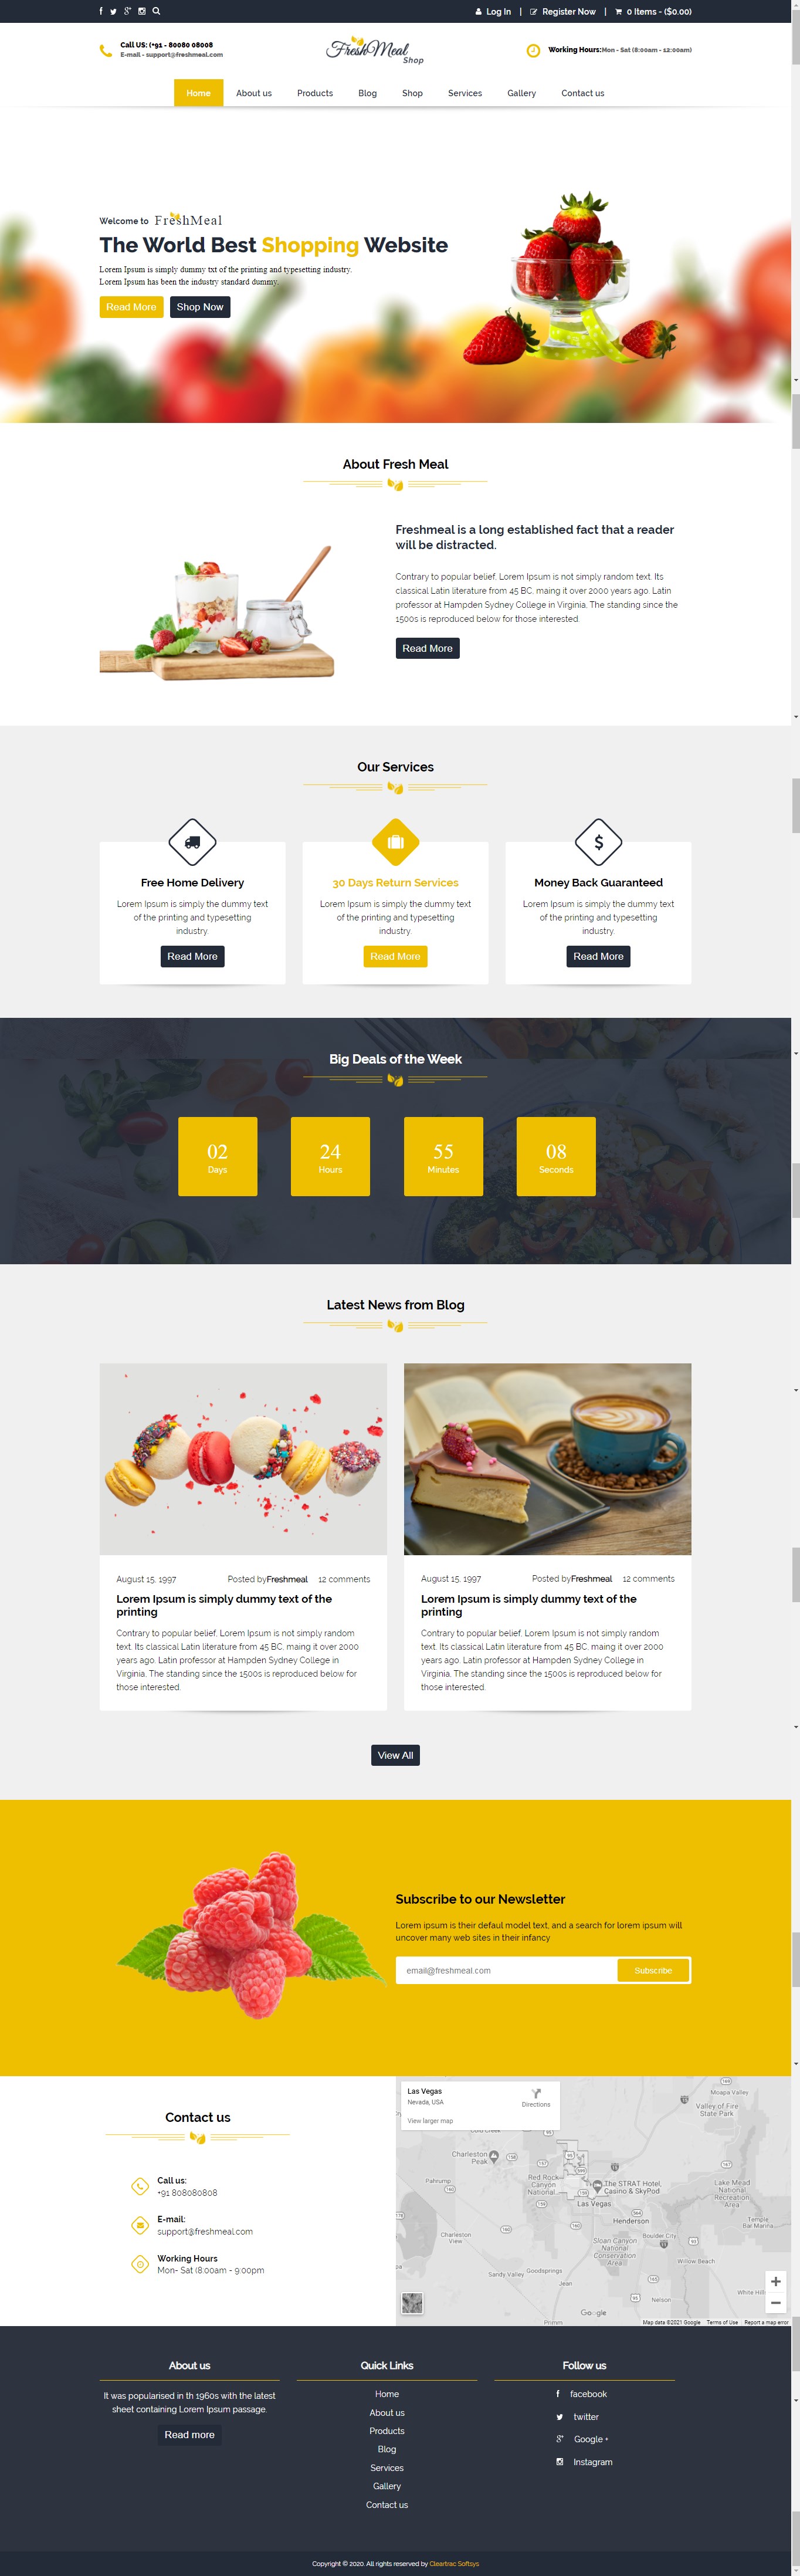 Log In | Register Now | 0 Items - ($0.00)
Call US: (+91 - 80080 08008
E-mail - support@freshmeal.com
FreshMeal
Shop
Working Hours:Mon - Sat (8:00am - 12:00am)
Home About us Products Blog Shop Services Gallery Contact us
Welcome to FreshMeal
The World Best Shopping Website
Lorem Ipsum is simply dummy txt of the printing and typesetting industry.
Lorem Ipsum has been the industry standard dummy.
Read More Shop Now
About Fresh Meal
Freshmeal is a long established fact that a reader
will be distracted.
Contrary to popular belief, Lorem Ipsum is not simply random text. Its
classical Latin literature from 45 BC, maing it over 2000 years ago. Latin
professor at Hampden Sydney College in Virginia, The standing since the
1500s is reproduced below for those interested.
Read More
Our Services
Free Home Delivery
Lorem Ipsum is simply the dummy text
of the printing and typesetting
industry.
Read More
30 Days Return Services
Lorem Ipsum is simply the dummy text
of the printing and typesetting
industry.
Read More
Money Back Guaranteed
Lorem Ipsum is simply the dummy text
of the printing and typesetting
industry.
Read More
Big Deals of the Week
02 24 55 08
Days Hours Minutes Seconds
Latest News from Blog
August 15, 1997 Posted byFreshmeal 12 comments
Lorem Ipsum is simply dummy text of the
printing
Contrary to popular belief, Lorem Ipsum is not simply random
text. Its classical Latin literature from 45 BC, maing it over 2000
years ago. Latin professor at Hampden Sydney College in
Virginia, The standing since the 1500s is reproduced below for
those interested.
August 15, 1997 Posted byFreshmeal 12 comments
Lorem Ipsum is simply dummy text of the
printing
Contrary to popular belief, Lorem Ipsum is not simply random
text. Its classical Latin literature from 45 BC, maing it over 2000
years ago. Latin professor at Hampden Sydney College in
Virginia, The standing since the 1500s is reproduced below for
those interested.
View All
Subscribe to our Newsletter
Lorem ipsum is their defaul model text, and a search for lorem ipsum will
uncover many web sites in their infancy
email@freshmeal.com Subscribe
Contact us
Call us:
+91 808080808
E-mail:
support@freshmeal.com
Working Hours
Mon- Sat (8:00am - 9:00pm
Las Vegas
Nevada, USA
Directions
View larger map
Moapa Valley
Valley of Fire
State Park
Charleston
Peak
Red Rock
Canyon
National
Pahrump
The STRAT Hotel,
Casino & SkyPod
Las Vegas
Lake Mead
National
Recreation
Area
Henderson
Temple
Bar Marina
Charleston
View
Boulder City
Sloan Canyon
National
Conservation
Area
Willow Beach
Sandy Valley
Goodsprings
Jean
Nelson
White Hills
Primm
Google
Map data ©2021 Google Terms of Use Report a map error
About us
It was popularised in th 1960s with the latest
sheet containing Lorem Ipsum passage.
Read more
Quick Links
Home
About us
Products
Blog
Services
Gallery
Contact us
Follow us
facebook
twitter
Google +
Instagram
Copyright © 2020. All rights reserved by Cleartrac Softsys